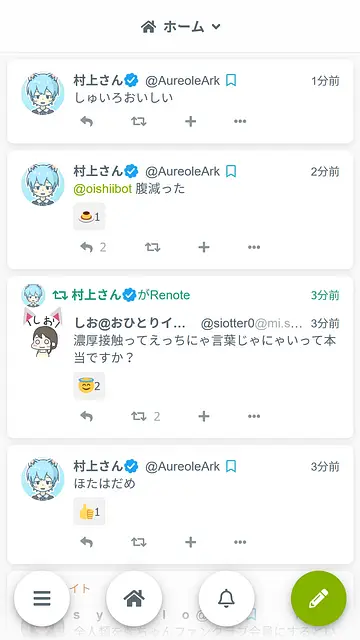 ホーム
村上さん @AureoleArk 1分前
しゅいろおいしい
村上さん @AureoleArk 2分前
@oishiibot 腹減った
1
2
村上さんがRenote 3分前
しお@おひとりイ... @siotter0@mi.s... 3分前
濃厚接触ってえっちにゃ言葉じゃにゃいって本
当ですか？
2
2
村上さん @AureoleArk 3分前
ほたはだめ
1
イト